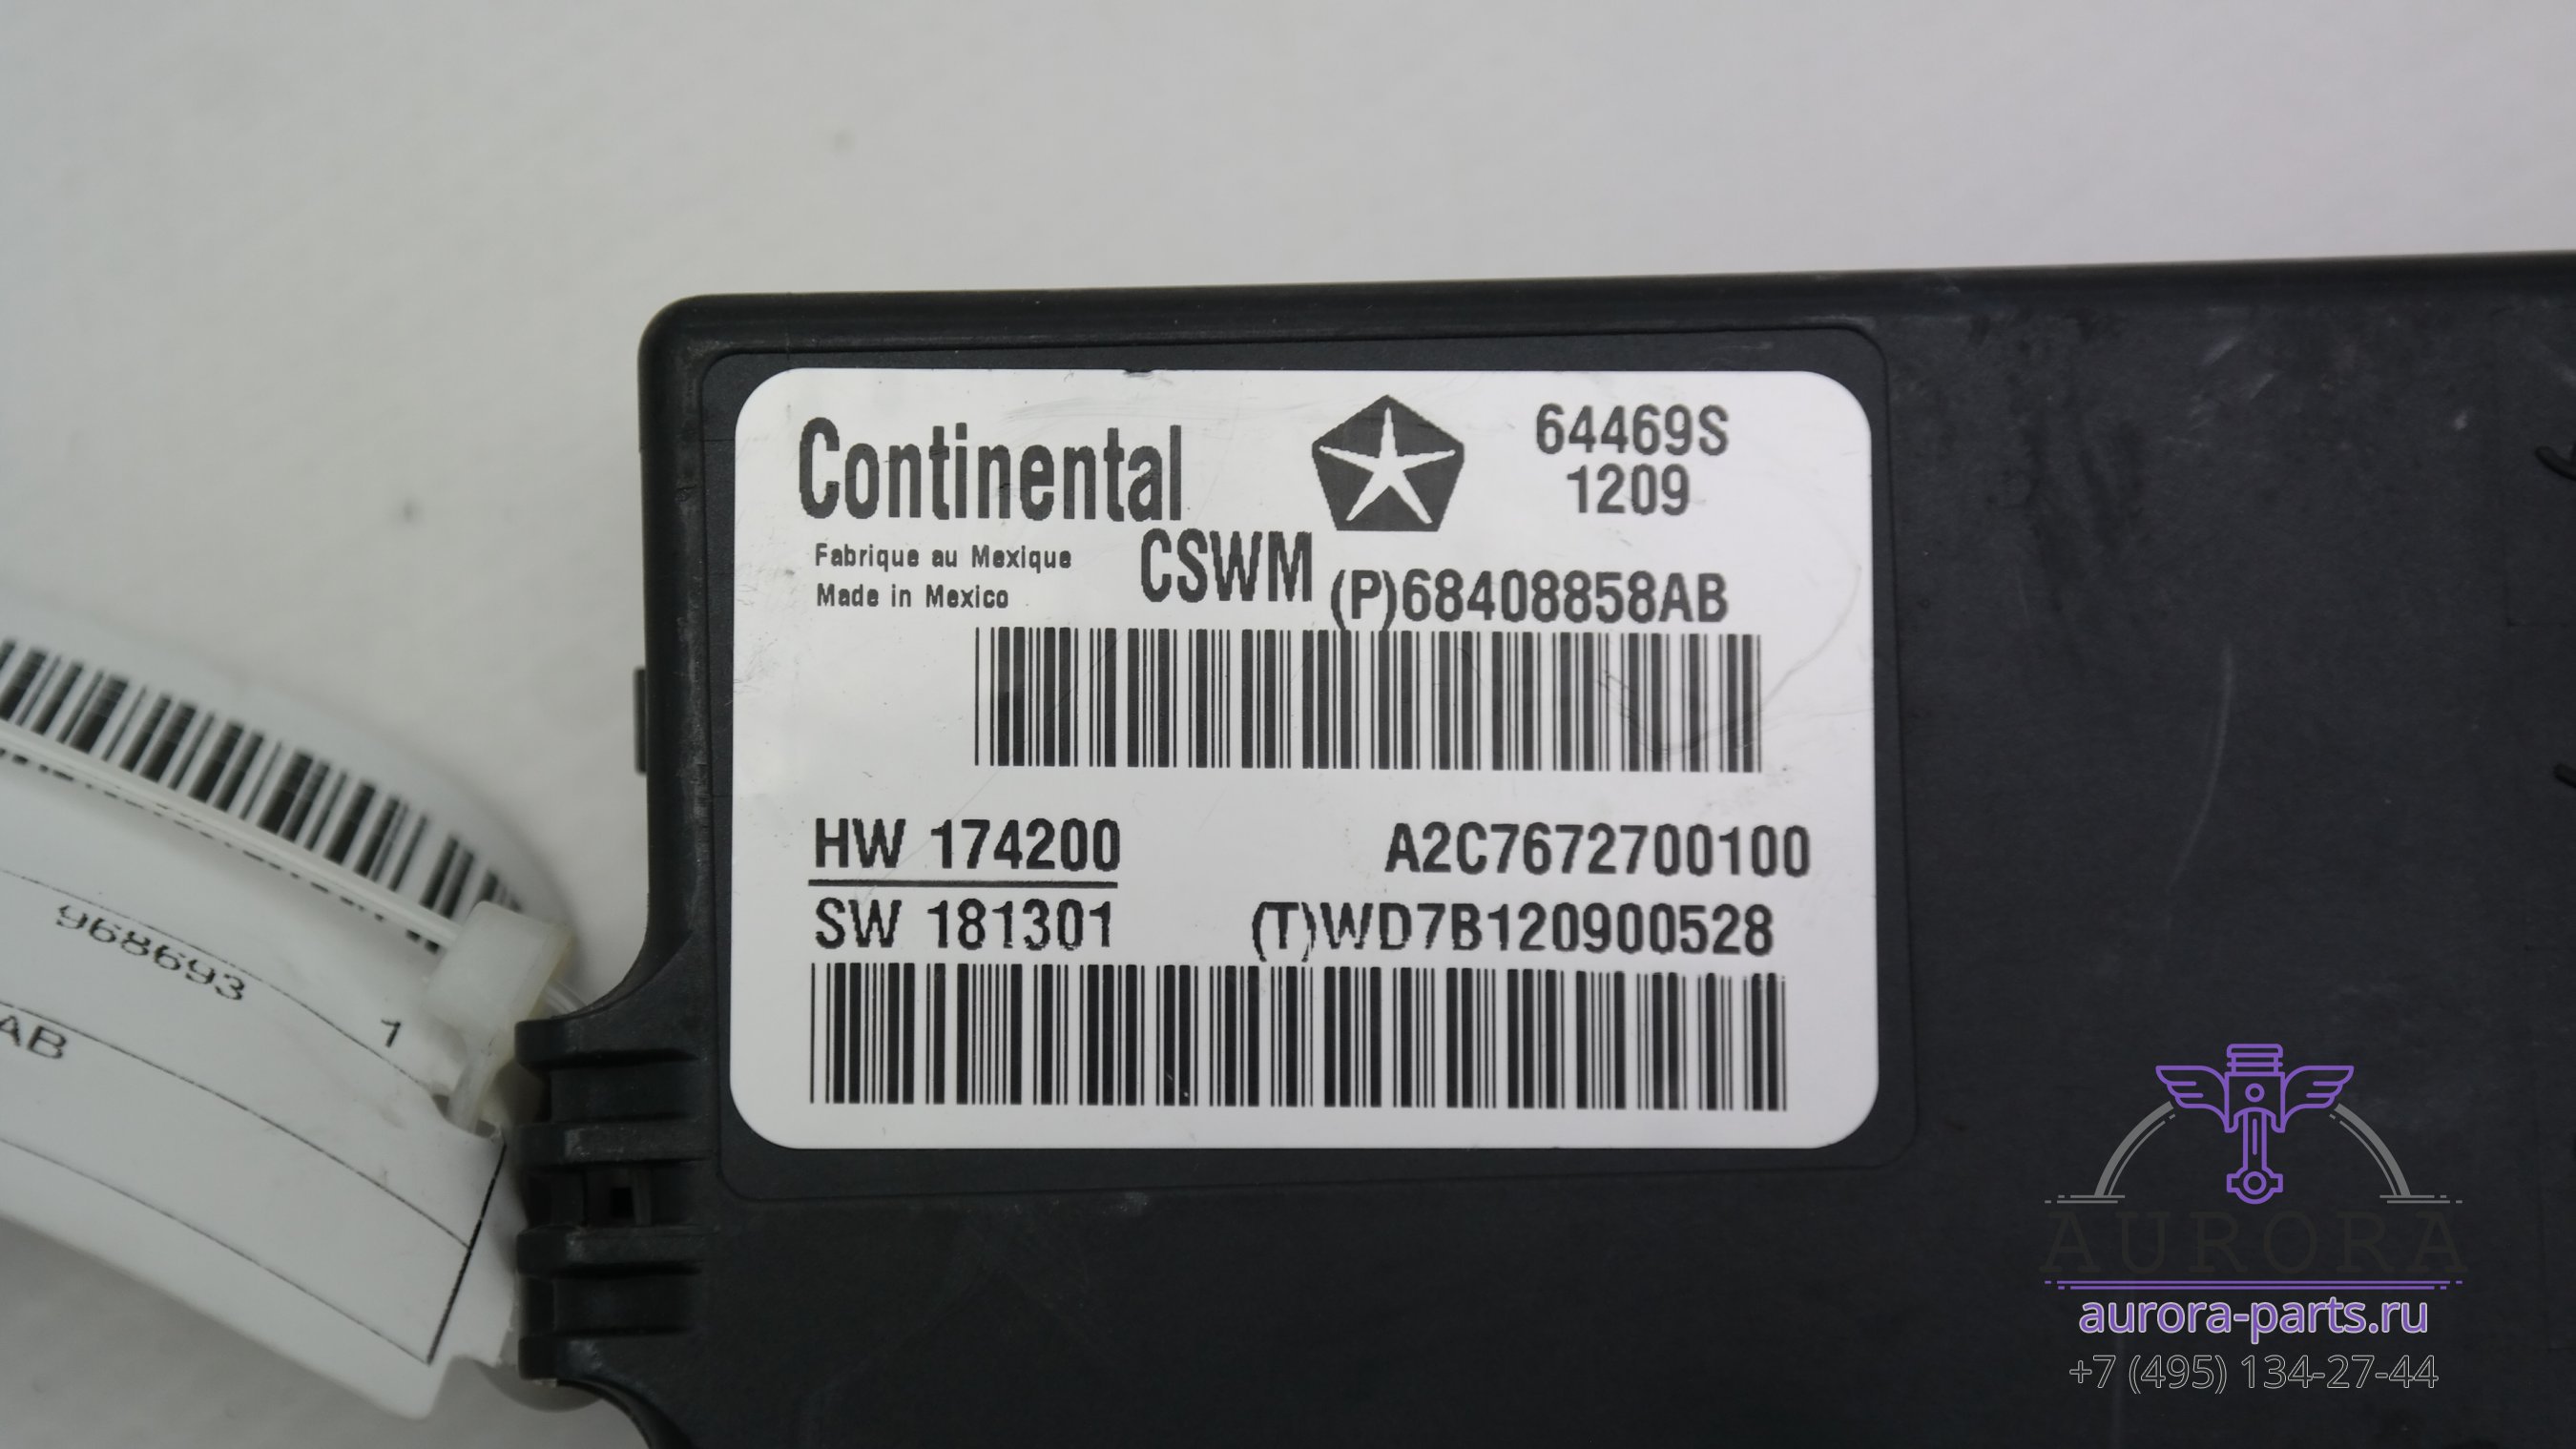 Continental
64469S
1209
Fabrique au Mexique
Made in Mexico
CSWM
(P)68408858AB
HW 174200
A2C7672700100
SW 181301
(T)WD7B120900528
968693
1
AB
AURORA
aurora-parts.ru
+7 (495) 134-27-44